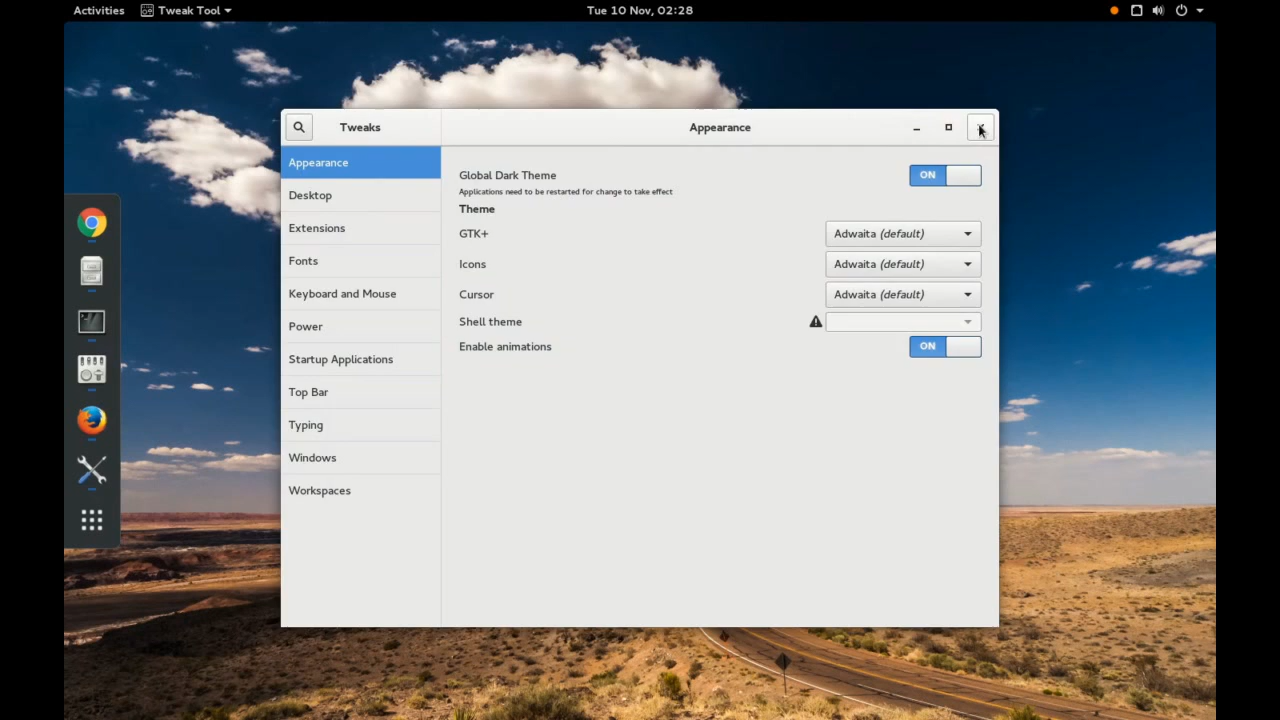 Activities Tweak Tool Tue 10 Nov, 02:28
Tweaks Appearance
Appearance
Desktop
Extensions
Fonts
Keyboard and Mouse
Power
Startup Applications
Top Bar
Typing
Windows
Workspaces
Global Dark Theme ON
Applications need to be restarted for change to take effect
Theme
GTK+ Adwaita (default)
Icons Adwaita (default)
Cursor Adwaita (default)
Shell theme
Enable animations ON